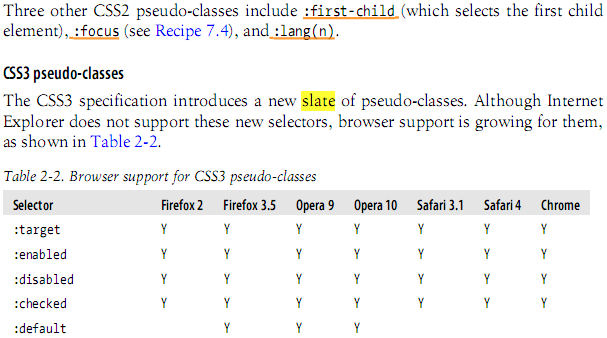 Three other CSS2 pseudo-classes include :first-child (which selects the first child
element), :focus (see Recipe 7.4), and :lang(n).
CSS3 pseudo-classes
The CSS3 specification introduces a new slate of pseudo-classes. Although Internet
Explorer does not support these new selectors, browser support is growing for them,
as shown in Table 2-2.
Table 2-2. Browser support for CSS3 pseudo-classes
Selector Firefox 2 Firefox 3.5 Opera 9 Opera 10 Safari 3.1 Safari 4 Chrome
:target Y Y Y Y Y Y Y
:enabled Y Y Y Y Y Y Y
:disabled Y Y Y Y Y Y Y
:checked Y Y Y Y Y Y Y
:default Y Y Y